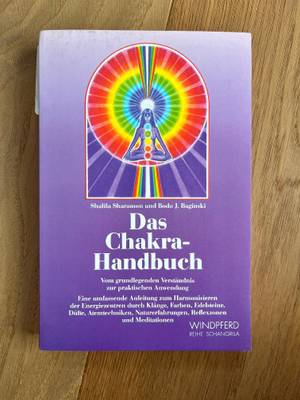 Shalila Sharamon und Bodo J. Baginski
Das
Chakra-
Handbuch
Vom grundlegenden Verständnis
zur praktischen Anwendung
Eine umfassende Anleitung zum Harmonisieren
der Energiezentren durch Klänge, Farben, Edelsteine,
Düfte, Atemtechniken, Naturerfahrungen, Reflexzonen
und Meditationen
WINDPFERD
REIHE SCHANGRILA